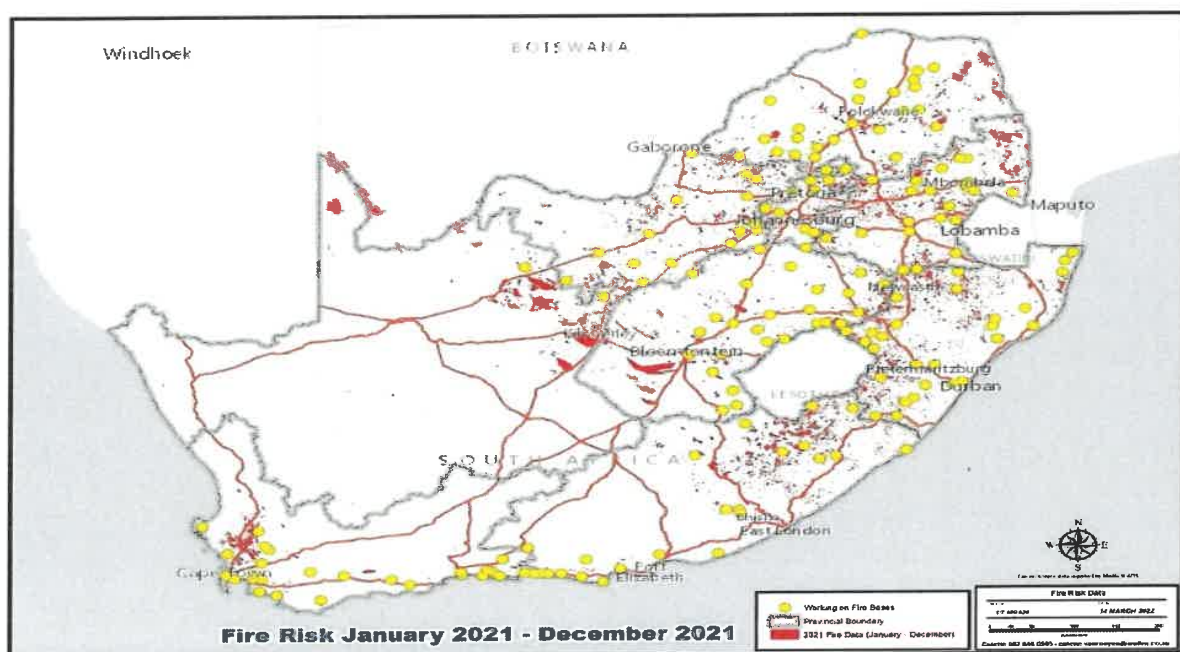 Windhoek
BOTSWANA
Polokwane
Gaborone
Pretoria
Mbombela
Maputo
Johannesburg
Lobamba
Newcastle
Bloemfontein
Pietermaritzburg
Durban
LESOTHO
SOUTH AFRICA
Bhisho
East London
Cape Town
Port
Elizabeth
N
W E
S
Fire Risk January 2021 - December 2021
Working on Fire Bases
Provincial Boundary
2021 Fire Data (January - December)
Fire Risk Data
14 MARCH 2022